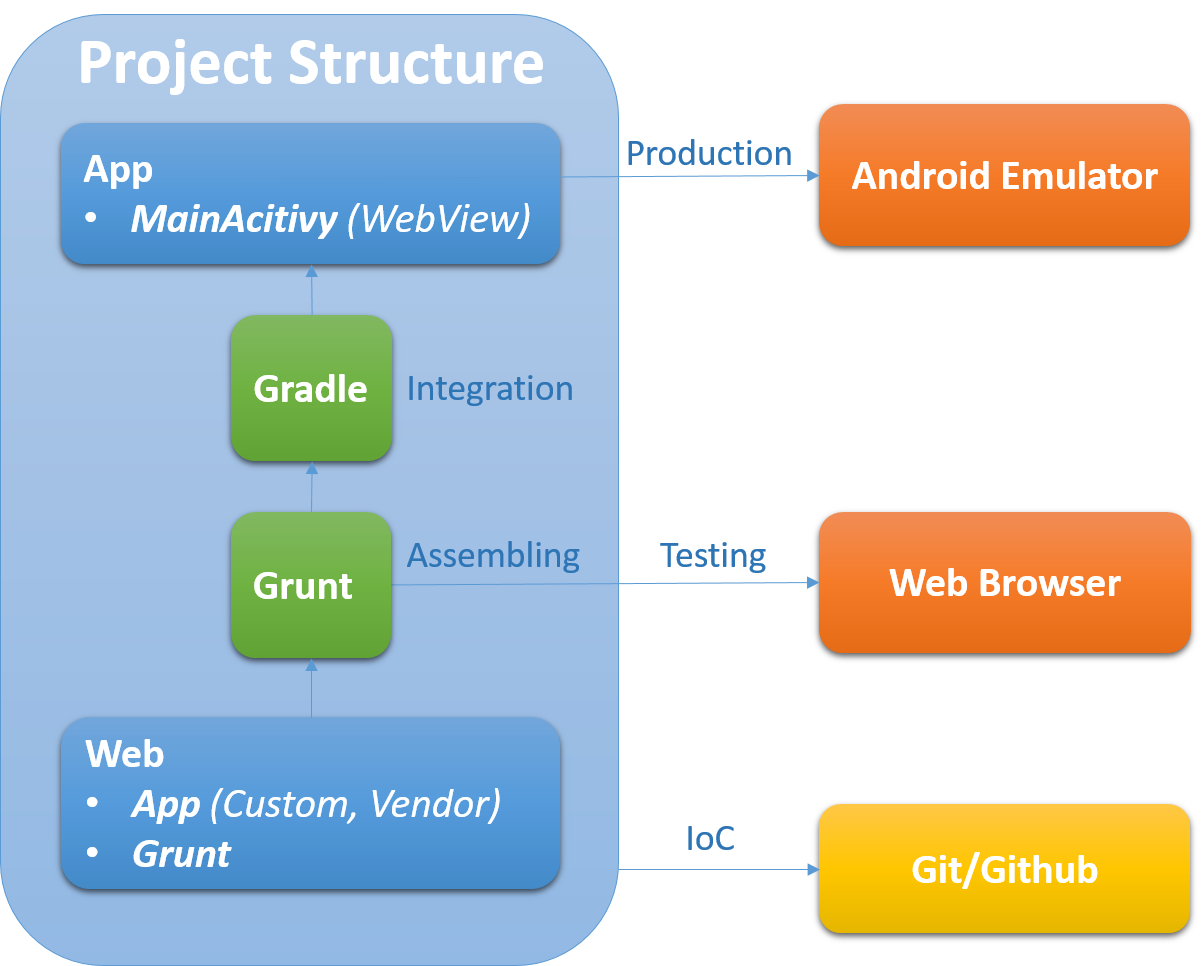 Project Structure
App
• MainAcitivy (WebView)
Production
Android Emulator
Gradle
Integration
Grunt
Assembling
Testing
Web Browser
Web
• App (Custom, Vendor)
• Grunt
IoC
Git/Github